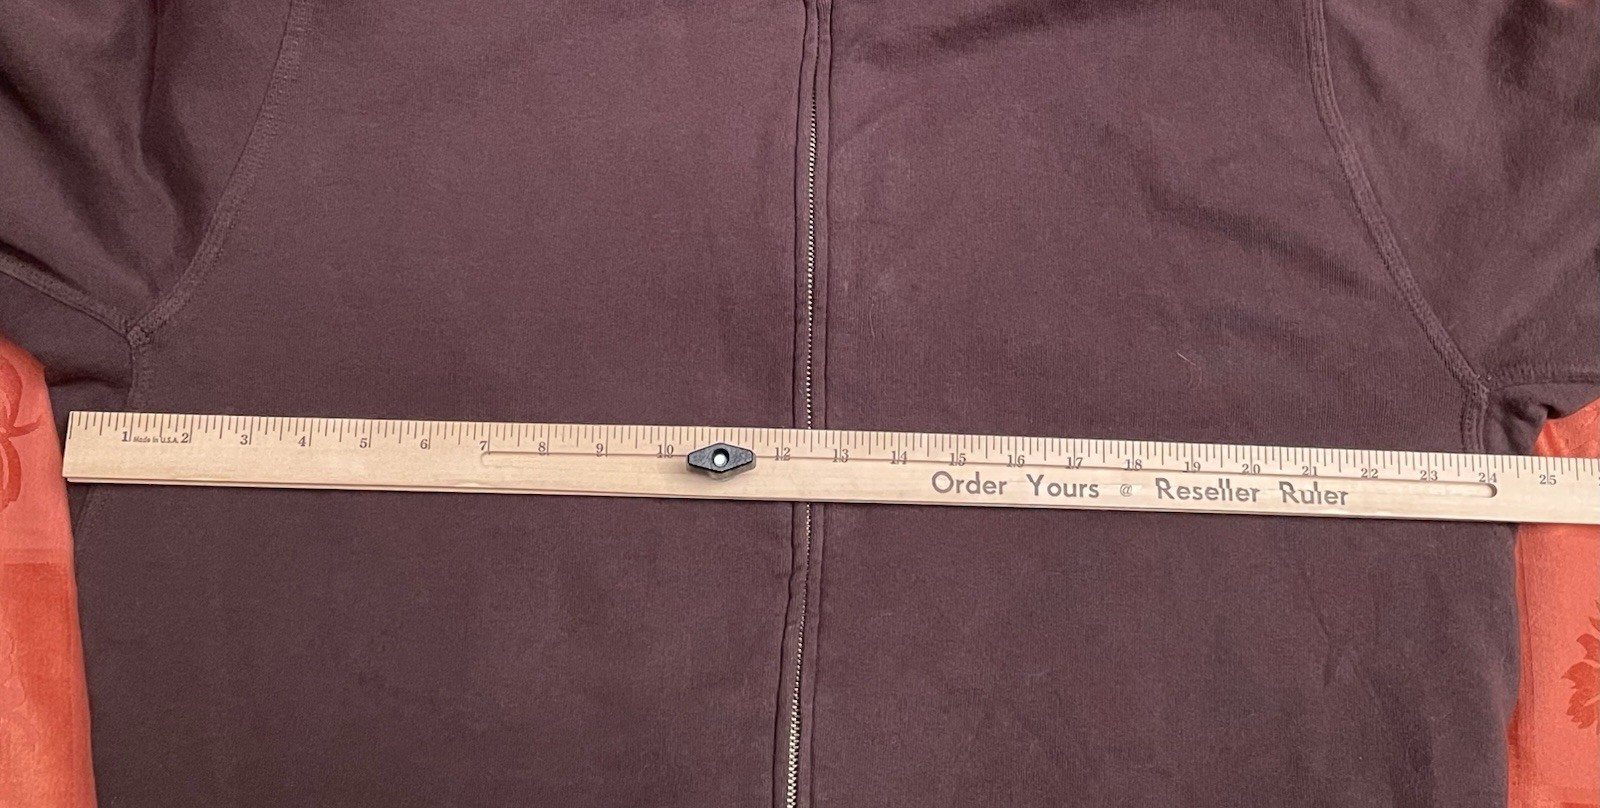 1 Made in U.S.A. 2 3 4 5 6 7 8 9 10 12 13 14 15 16 17 18 19 20 21 22 23 24 25
Order Yours @ Reseller Ruler